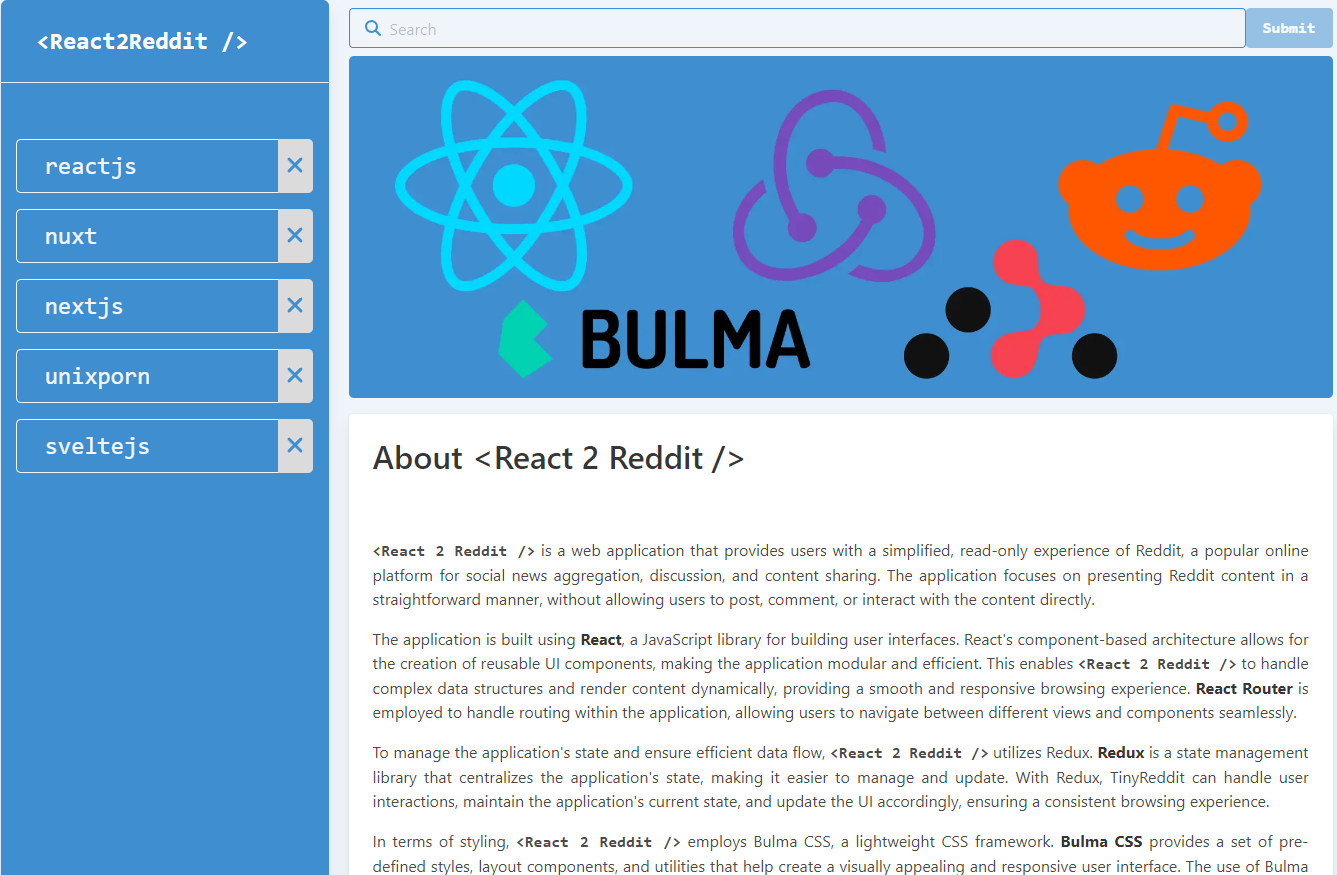 <React2Reddit />
Search
Submit
reactjs
nuxt
nextjs
unixporn
sveltejs
BULMA
About <React 2 Reddit />
<React 2 Reddit /> is a web application that provides users with a simplified, read-only experience of Reddit, a popular online
platform for social news aggregation, discussion, and content sharing. The application focuses on presenting Reddit content in a
straightforward manner, without allowing users to post, comment, or interact with the content directly.
The application is built using React, a JavaScript library for building user interfaces. React's component-based architecture allows for
the creation of reusable UI components, making the application modular and efficient. This enables <React 2 Reddit /> to handle
complex data structures and render content dynamically, providing a smooth and responsive browsing experience. React Router is
employed to handle routing within the application, allowing users to navigate between different views and components seamlessly.
To manage the application's state and ensure efficient data flow, <React 2 Reddit /> utilizes Redux. Redux is a state management
library that centralizes the application's state, making it easier to manage and update. With Redux, TinyReddit can handle user
interactions, maintain the application's current state, and update the UI accordingly, ensuring a consistent browsing experience.
In terms of styling, <React 2 Reddit /> employs Bulma CSS, a lightweight CSS framework. Bulma CSS provides a set of pre-
defined styles, layout components, and utilities that help create a visually appealing and responsive user interface. The use of Bulma